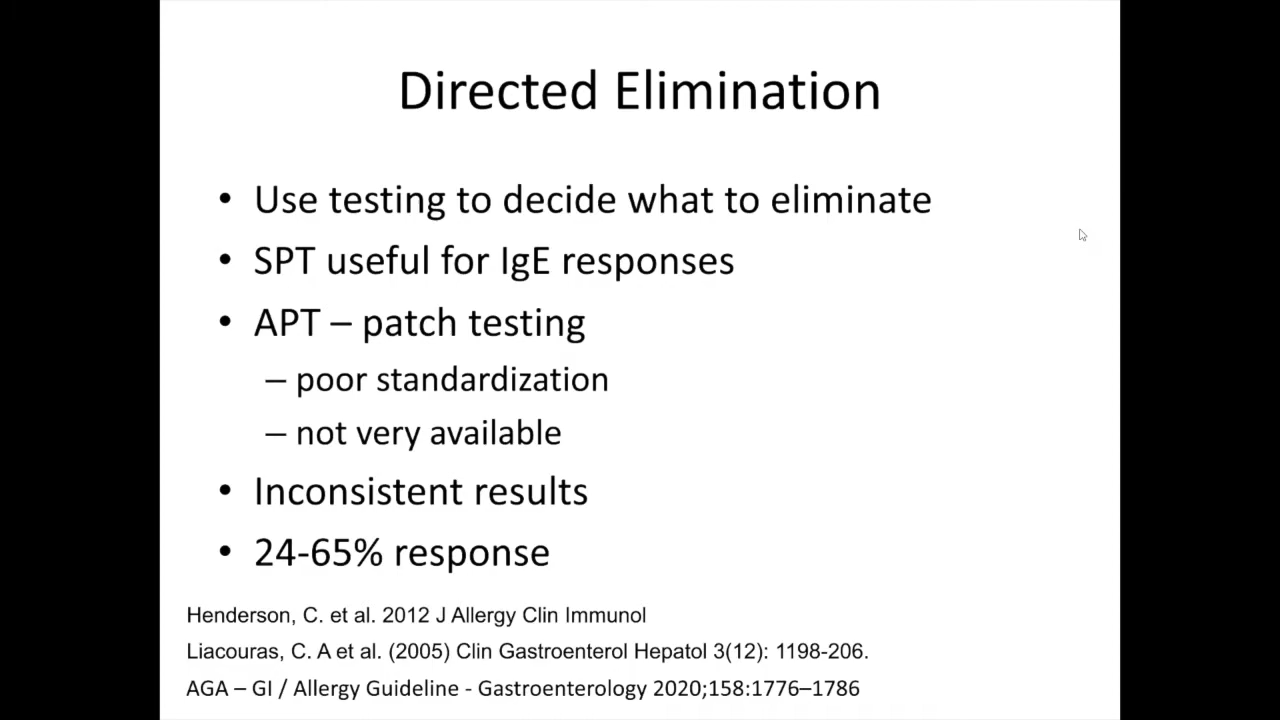 Directed Elimination
• Use testing to decide what to eliminate
• SPT useful for IgE responses
• APT – patch testing
– poor standardization
– not very available
• Inconsistent results
• 24-65% response
Henderson, C. et al. 2012 J Allergy Clin Immunol
Liacouras, C. A et al. (2005) Clin Gastroenterol Hepatol 3(12): 1198-206.
AGA – GI / Allergy Guideline - Gastroenterology 2020;158:1776–1786